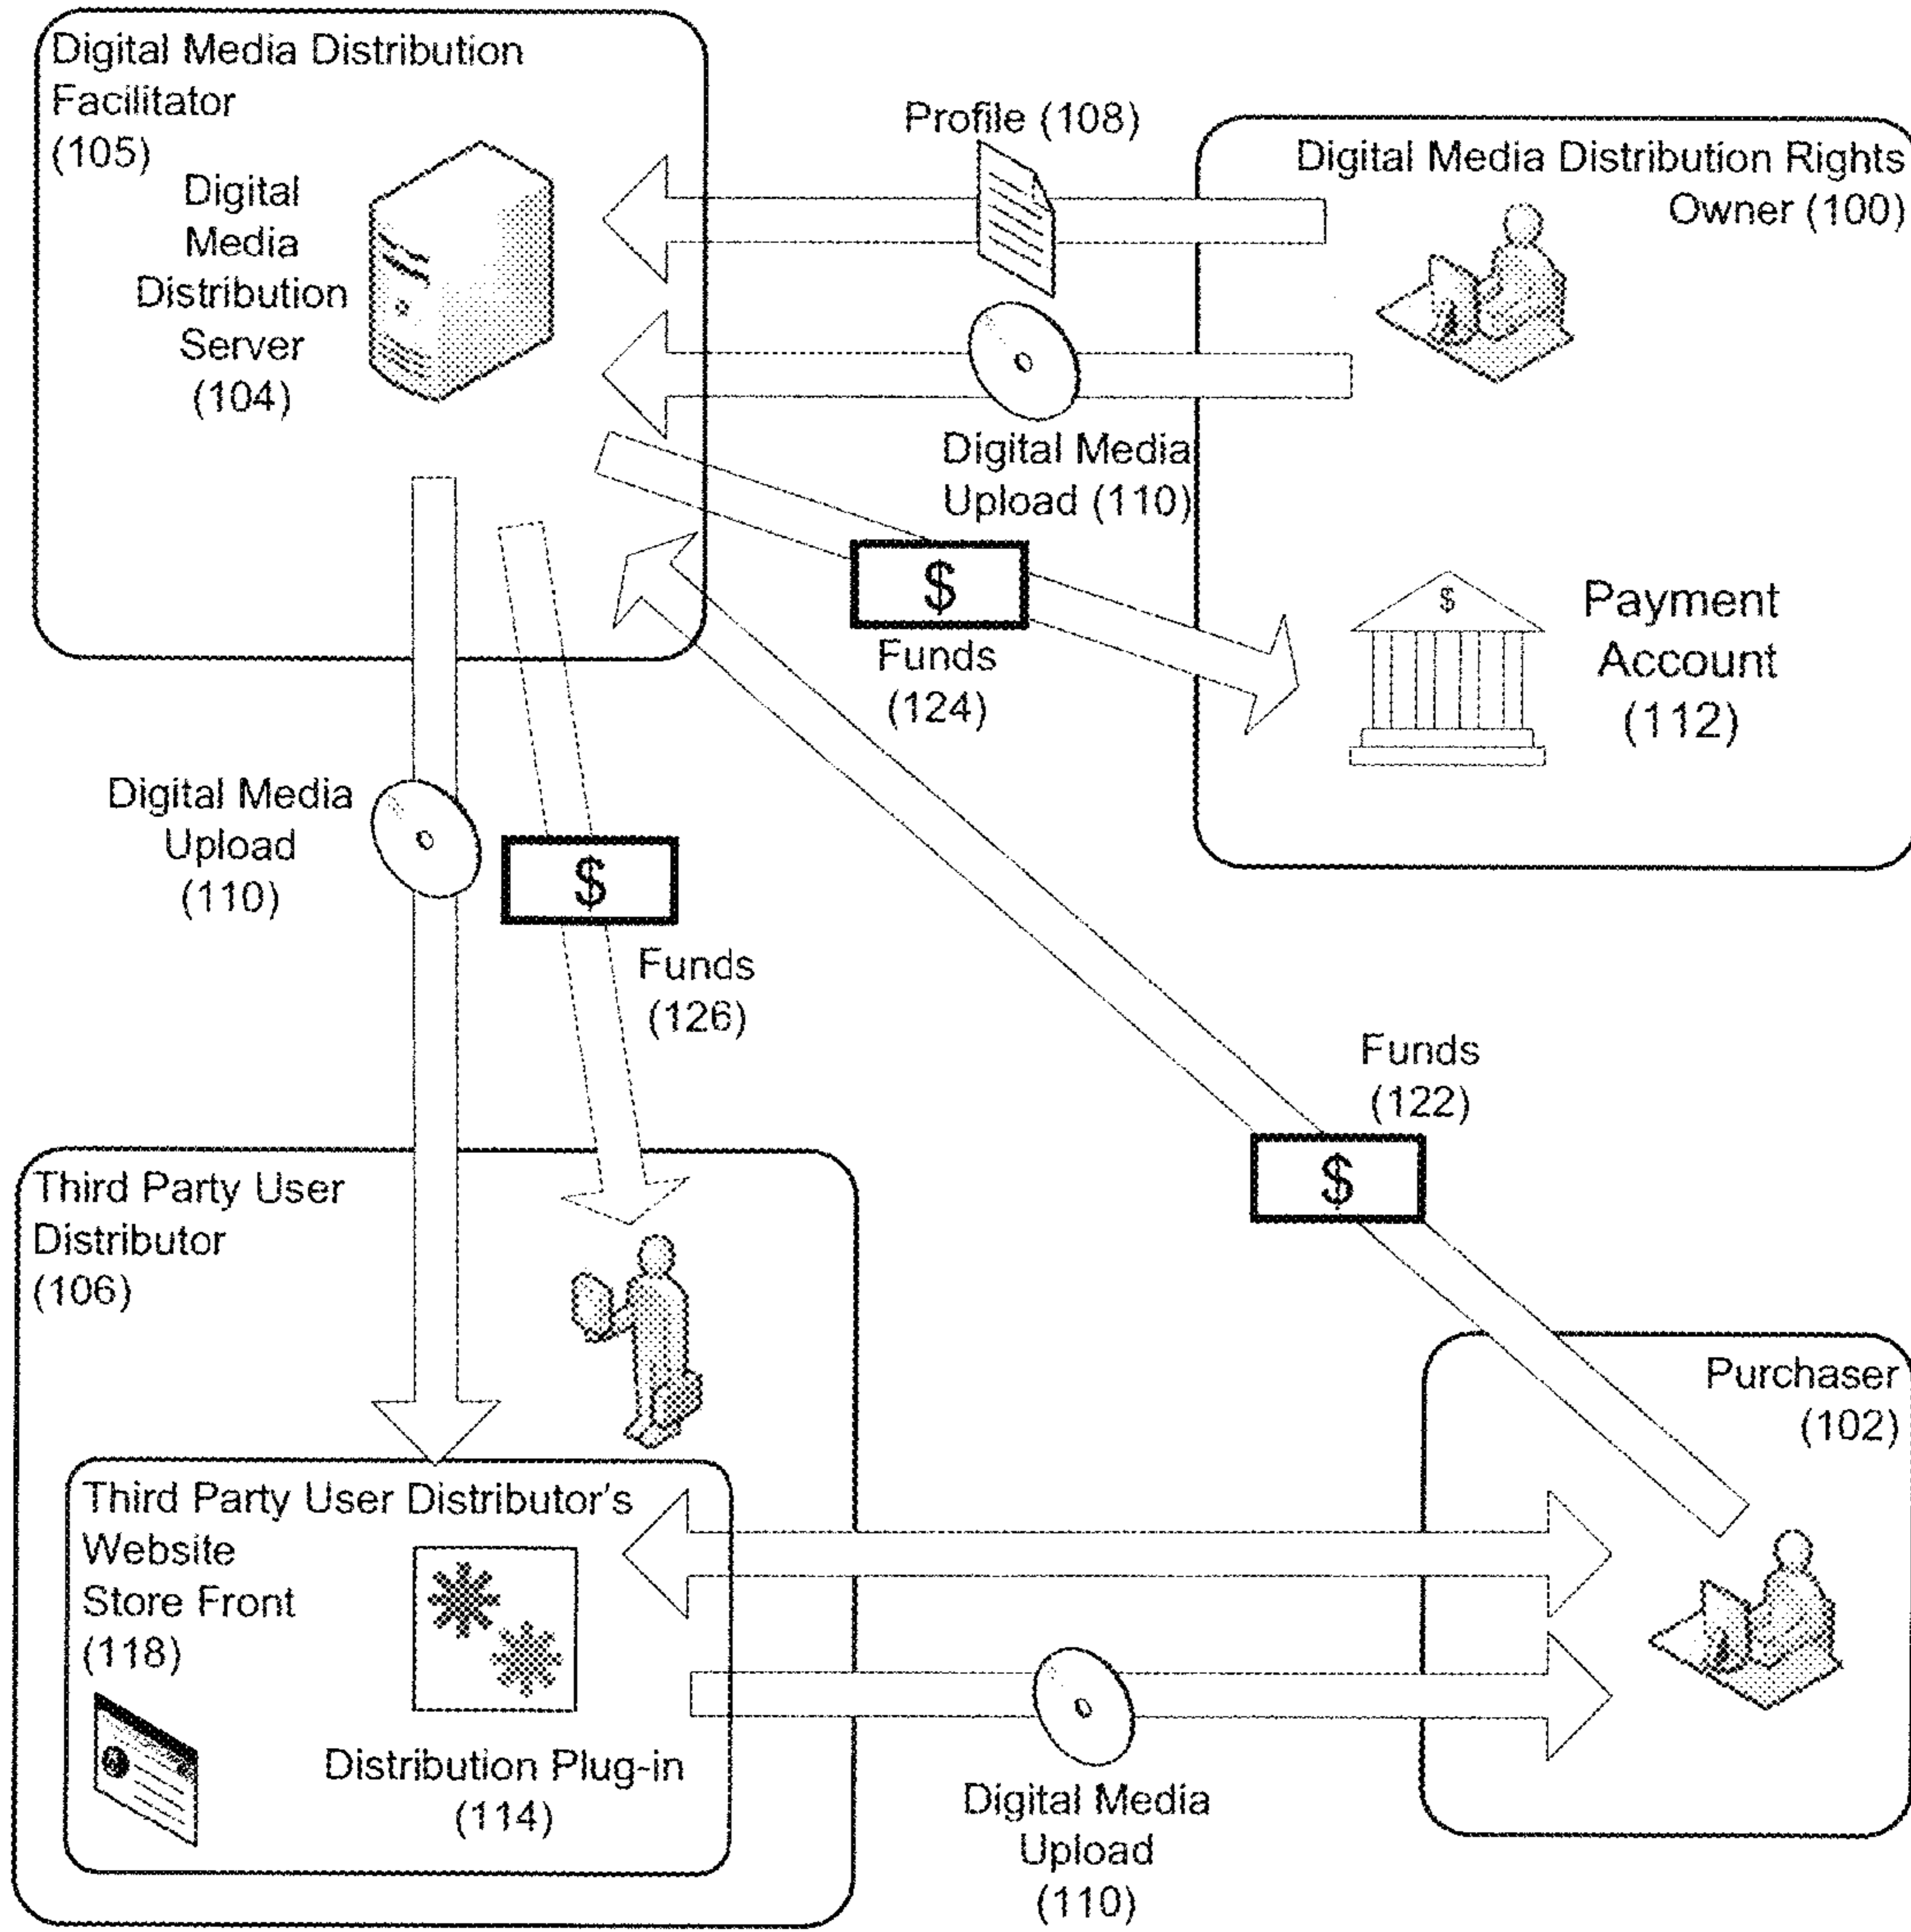 Digital Media Distribution
Facilitator
(105)
Digital
Media
Distribution
Server
(104)
Profile (108)
Digital Media Distribution Rights
Owner (100)
Digital Media
Upload (110)
$
Funds
(124)
$
Payment
Account
(112)
Digital Media
Upload
(110)
$
Funds
(126)
Funds
(122)
$
Third Party User
Distributor
(106)
Purchaser
(102)
Third Party User Distributor's
Website
Store Front
(118)
Distribution Plug-in
(114)
Digital Media
Upload
(110)